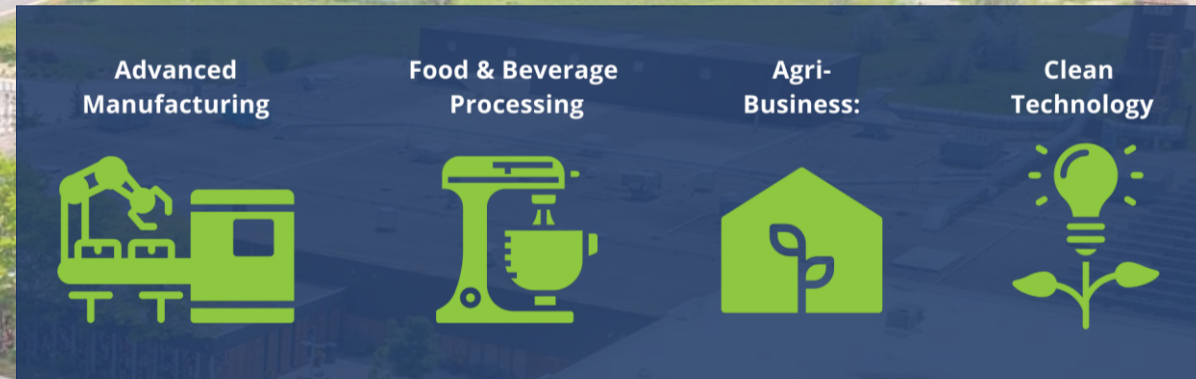 Advanced
Manufacturing
Food & Beverage
Processing
Agri-
Business:
Clean
Technology